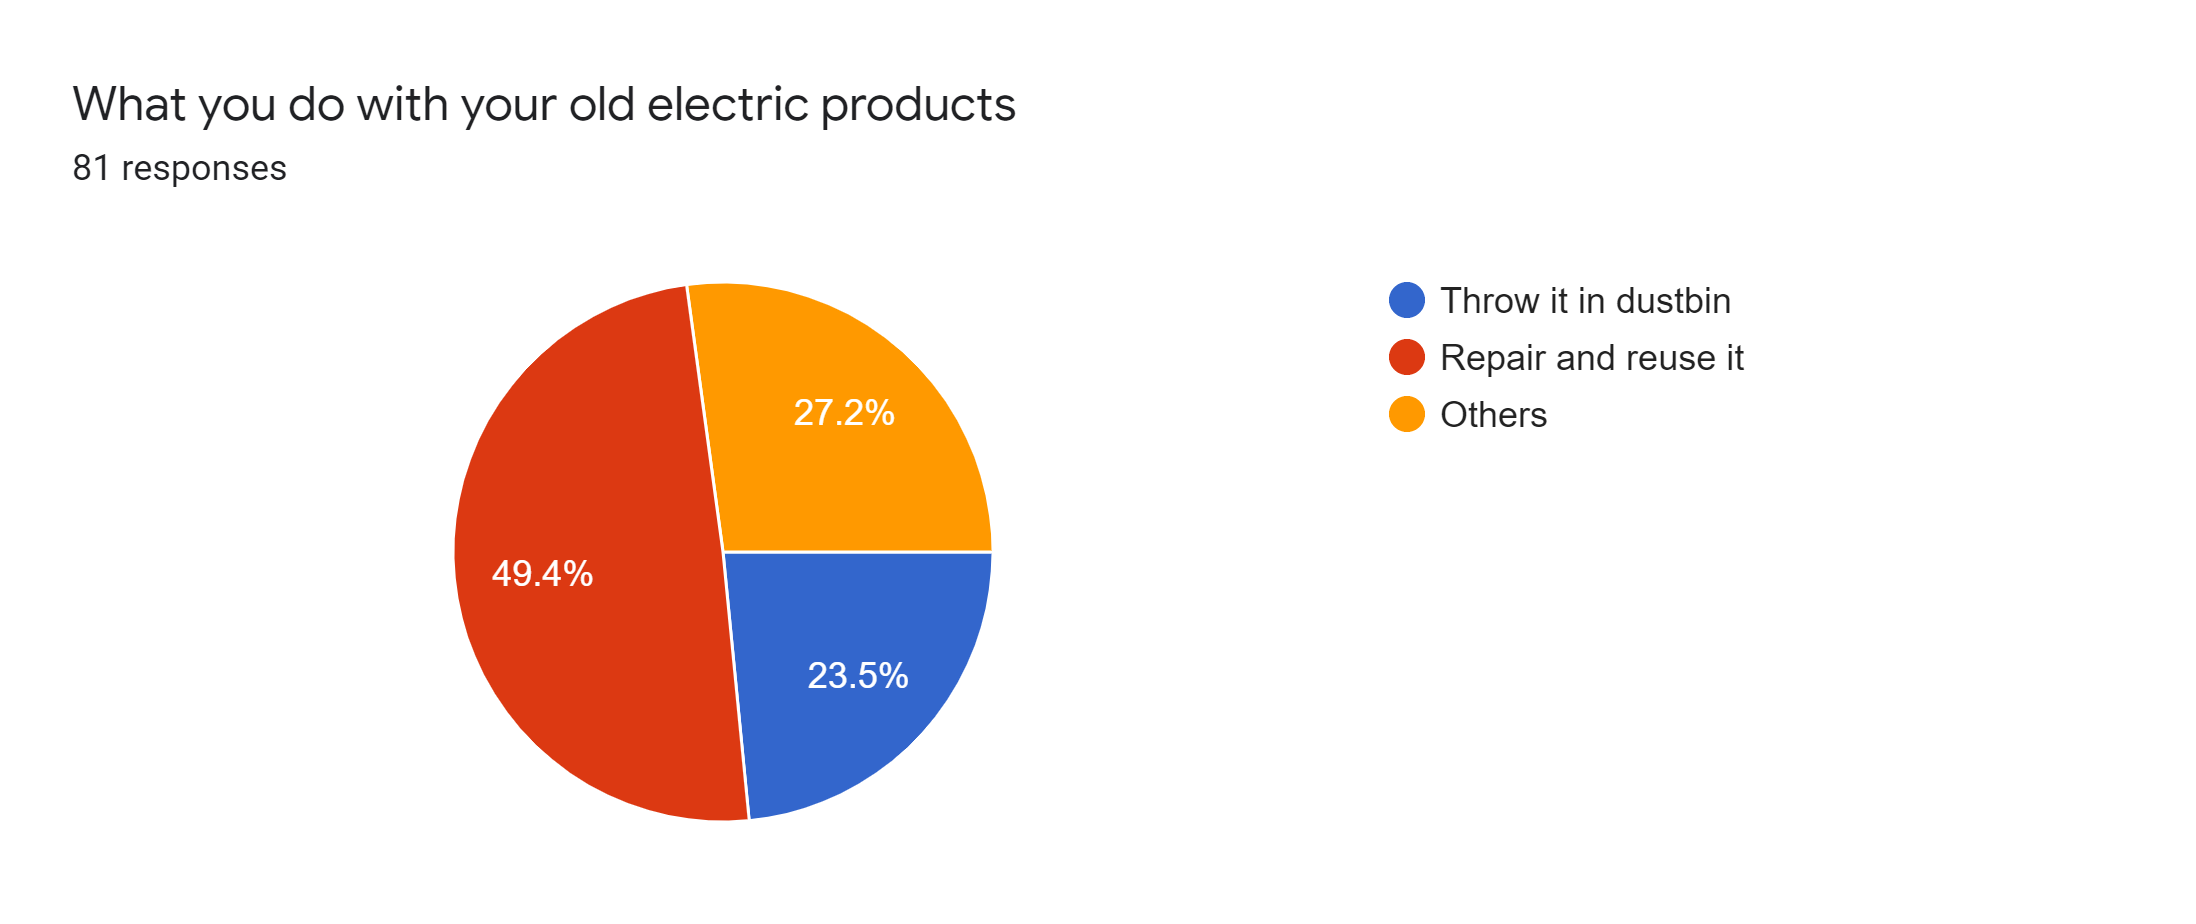 What you do with your old electric products
81 responses
Throw it in dustbin
Repair and reuse it
Others
27.2%
49.4%
23.5%